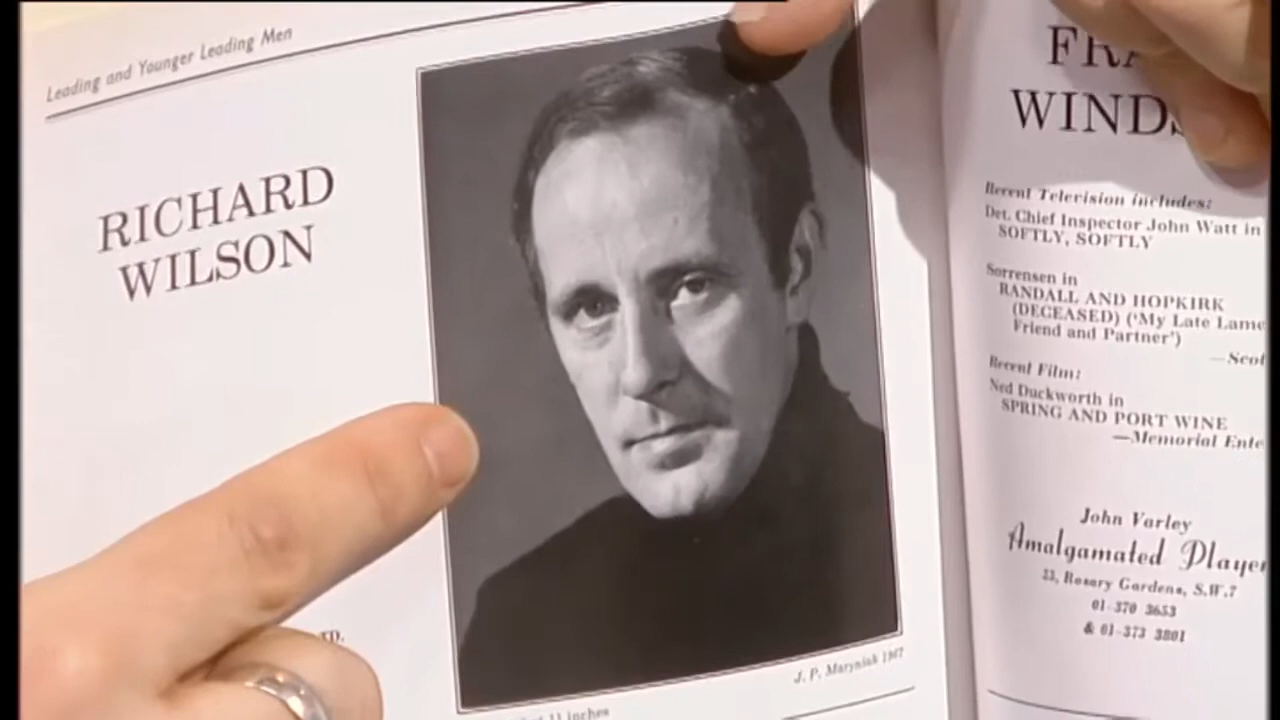 Leading and Younger Leading Men
RICHARD
WILSON
J. P. Maryniak 1967
11 inches
WINDS
Recent Television includes:
Det. Chief Inspector John Watt in
SOFTLY, SOFTLY
Sorrensen in
RANDALL AND HOPKIRK
(DECEASED) ('My Late Lame
Friend and Partner')
—Scot
Recent Film:
Ned Duckworth in
SPRING AND PORT WINE
—Memorial Ente
John Varley
Amalgamated Player
33, Rosary Gardens, S.W.7
01-370 3653
& 01-373 3801